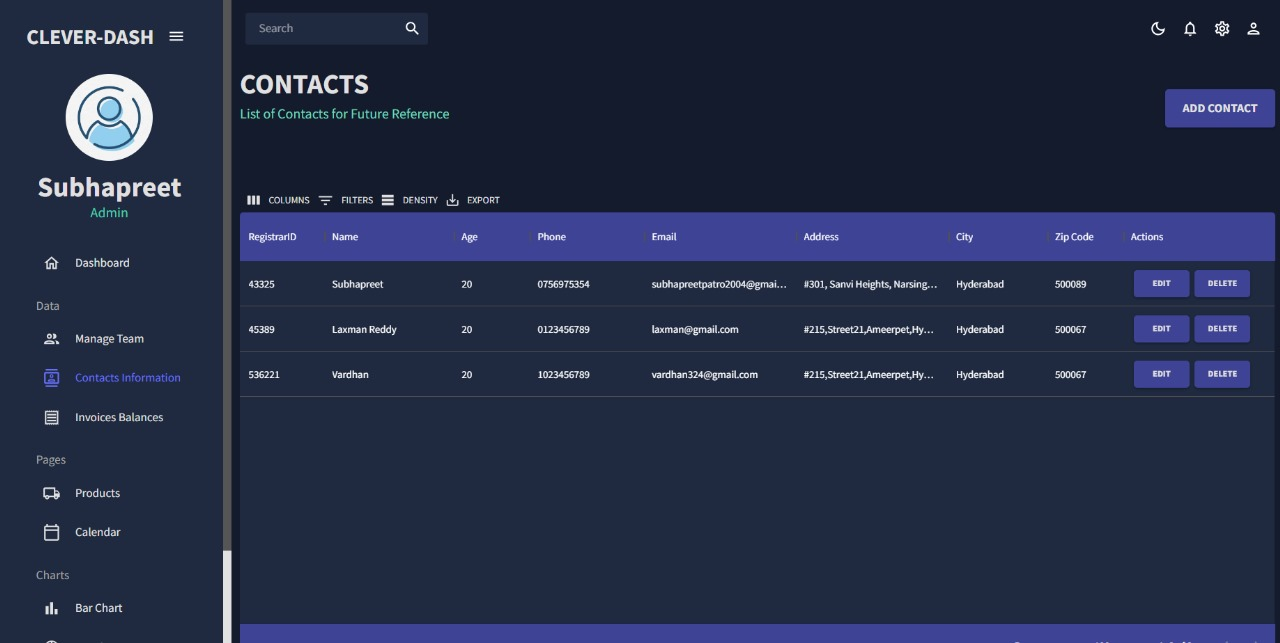 CLEVER-DASH
Subhapreet
Admin
Dashboard
Data
Manage Team
Contacts Information
Invoices Balances
Pages
Products
Calendar
Charts
Bar Chart
Search
CONTACTS
List of Contacts for Future Reference
ADD CONTACT
COLUMNS FILTERS DENSITY EXPORT
RegistrarID Name Age Phone Email Address City Zip Code Actions
43325 Subhapreet 20 0756975354 subhapreetpatro2004@gmai... #301, Sanvi Heights, Narsing... Hyderabad 500089 EDIT DELETE
45389 Laxman Reddy 20 0123456789 laxman@gmail.com #215,Street21,Ameerpet,Hy... Hyderabad 500067 EDIT DELETE
536221 Vardhan 20 1023456789 vardhan324@gmail.com #215,Street21,Ameerpet,Hy... Hyderabad 500067 EDIT DELETE